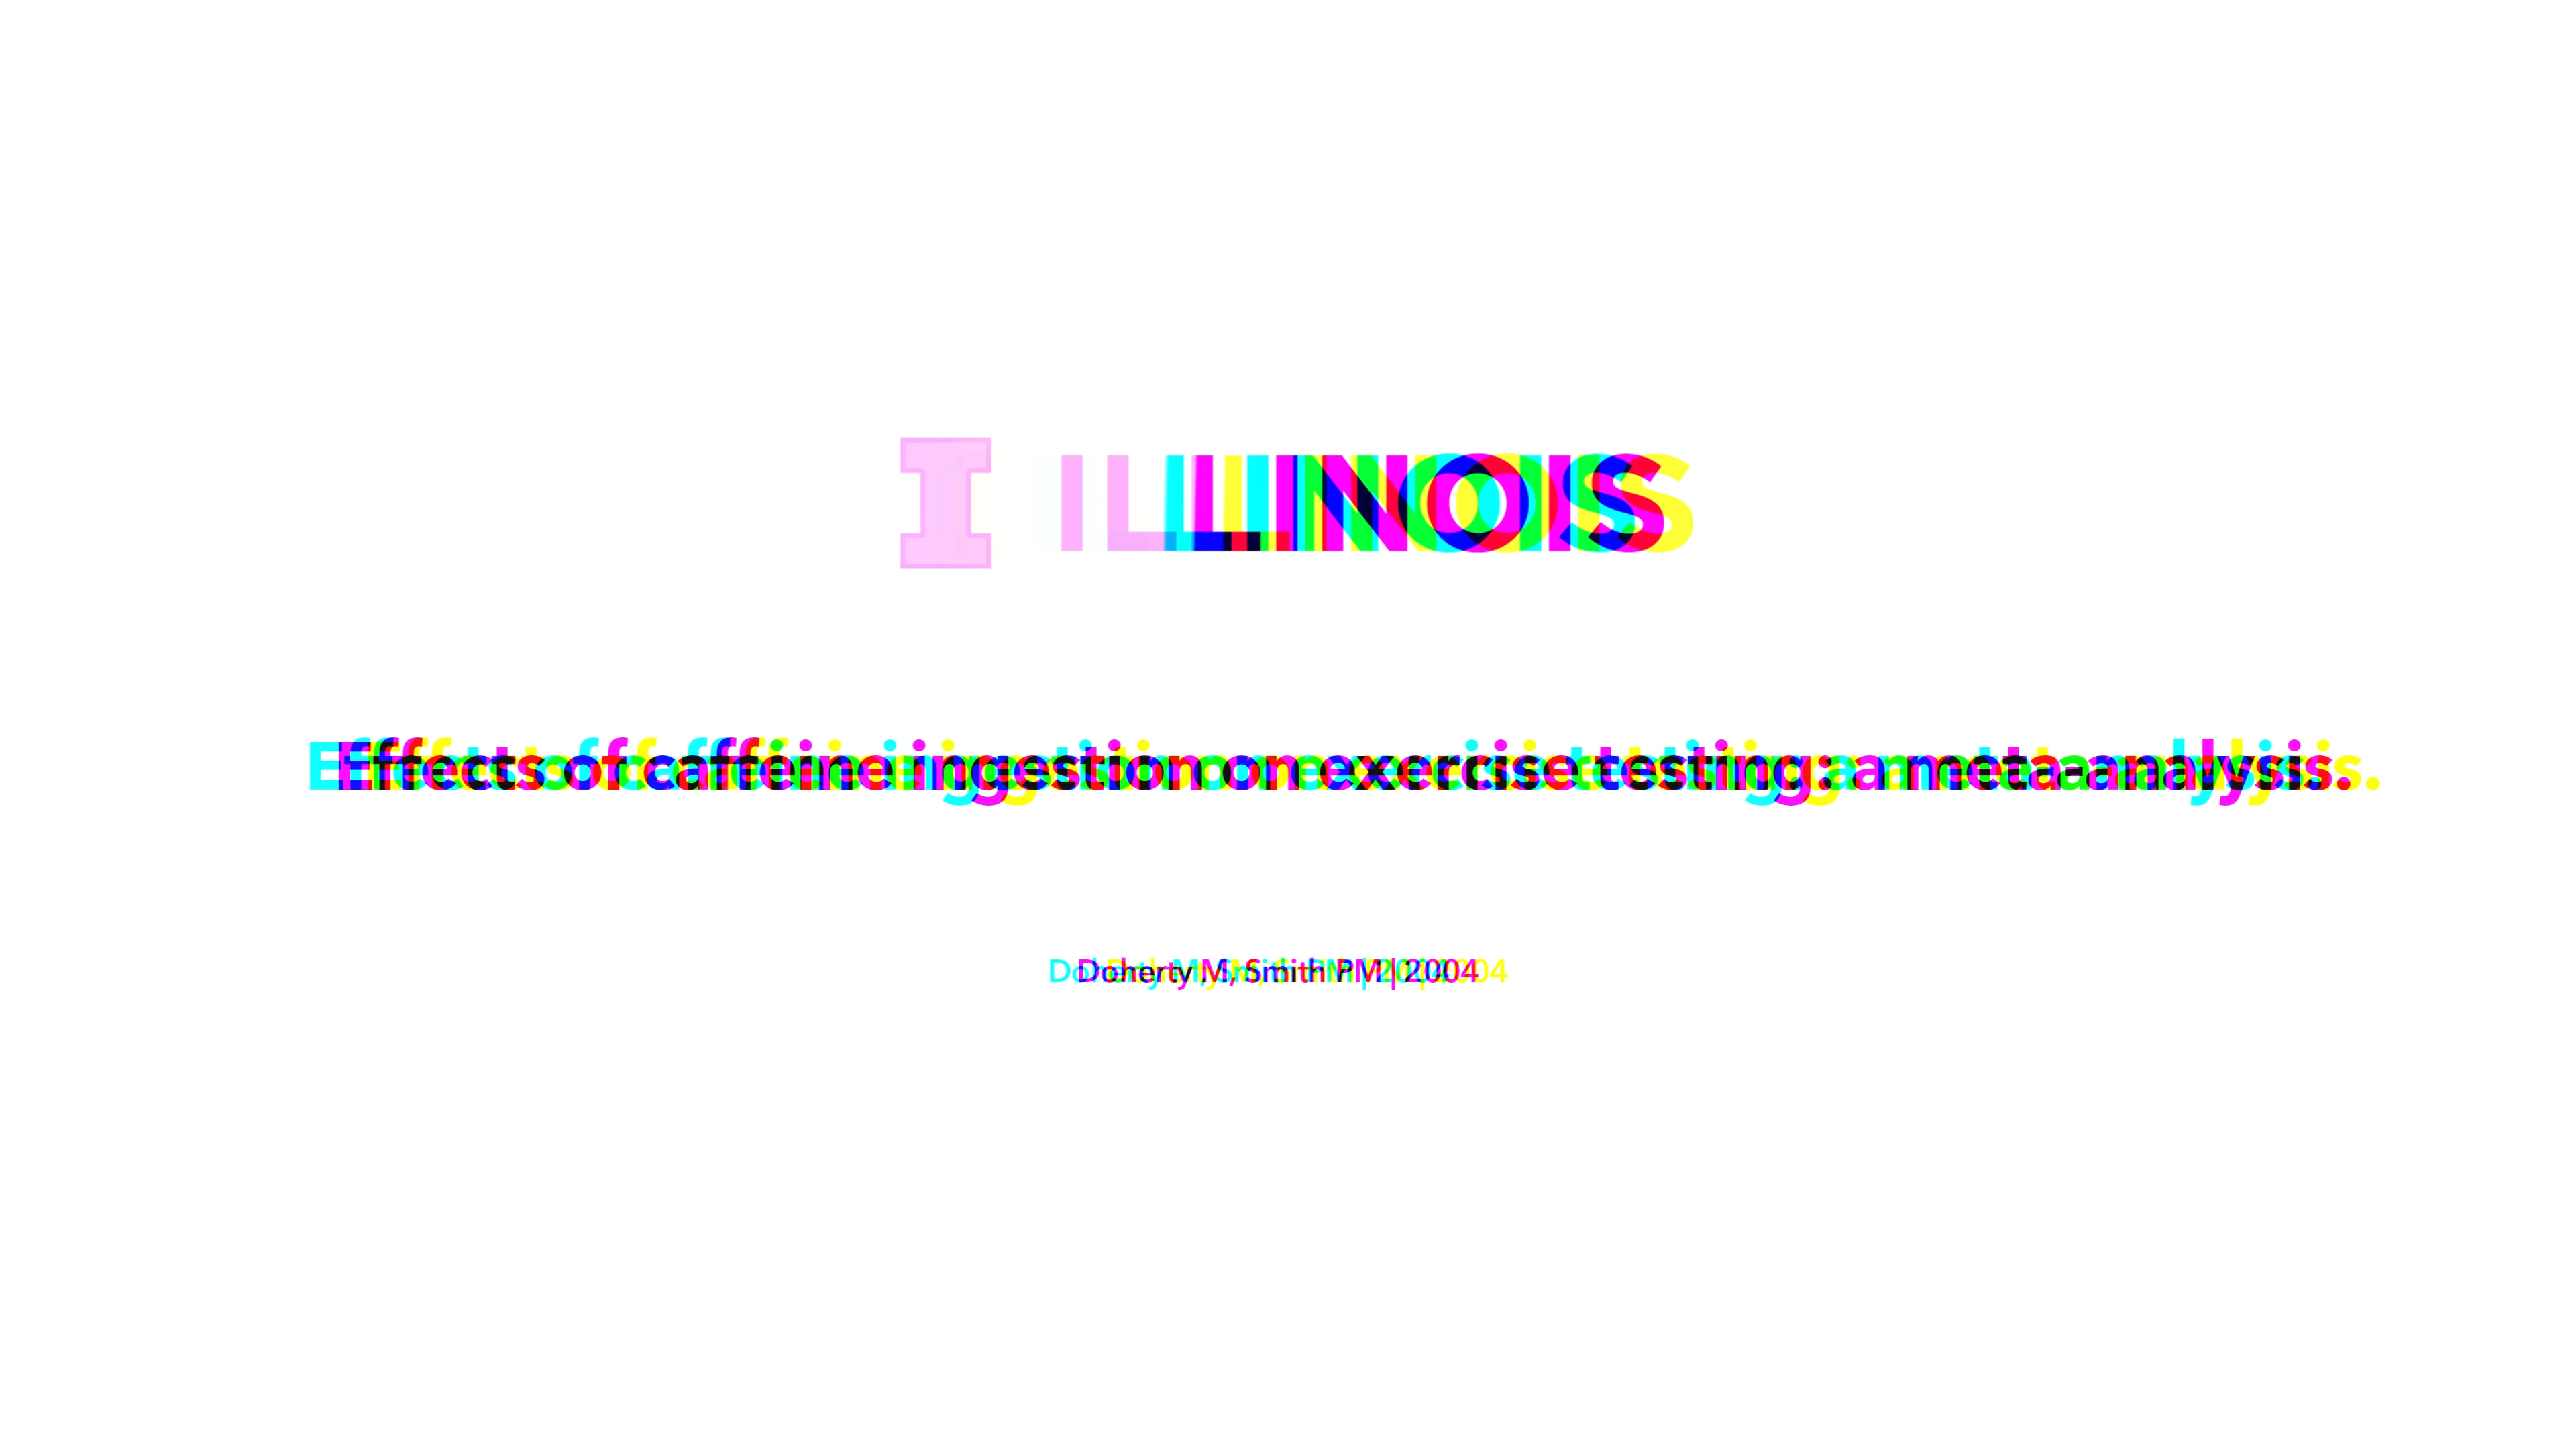 I ILLINOIS
Effects of caffeine ingestion on exercise testing: a meta-analysis.
Doherty M, Smith PM | 2004